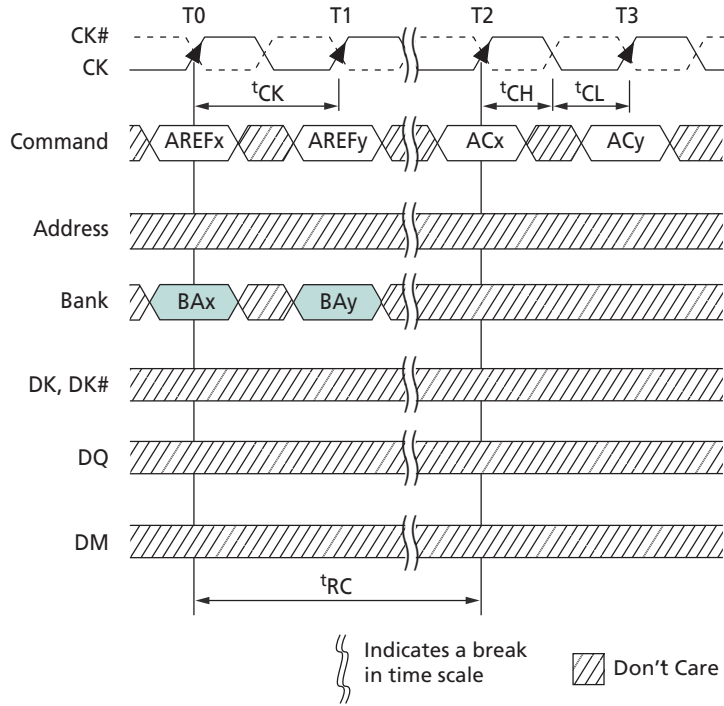 T0 T1 T2 T3
CK#
CK
tCK tCH tCL
Command AREFx AREFy ACx ACy
Address
Bank BAx BAy
DK, DK#
DQ
DM
tRC
Indicates a break
in time scale
Don't Care